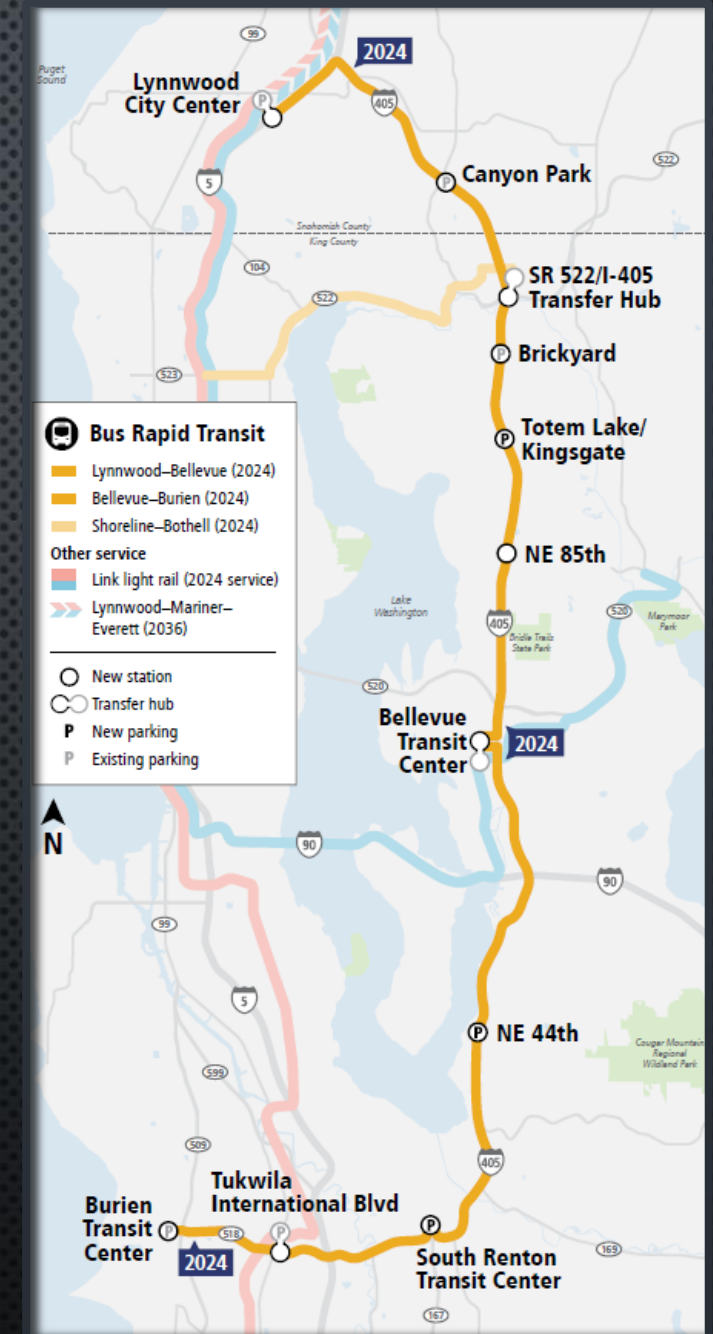 99
2024
Puget
Sound
Lynnwood
City Center
P
405
522
Canyon Park
P
5
Snohomish County
King County
104
SR 522/I-405
Transfer Hub
522
Brickyard
P
523
Totem Lake/
Kingsgate
P
Bus Rapid Transit
Lynnwood–Bellevue (2024)
Bellevue–Burien (2024)
Shoreline–Bothell (2024)
Other service
Link light rail (2024 service)
Lynnwood–Mariner–
Everett (2036)
New station
Transfer hub
P New parking
P Existing parking
NE 85th
Lake
Washington
405
Bridle Trails
State Park
520
Marymoor
Park
520
Bellevue
Transit
Center
2024
N
90
90
99
5
P
NE 44th
Cougar Mountain
Regional
Wildland Park
599
509
405
Tukwila
International Blvd
P
Burien
Transit
Center
P
518
2024
P
South Renton
Transit Center
169
167